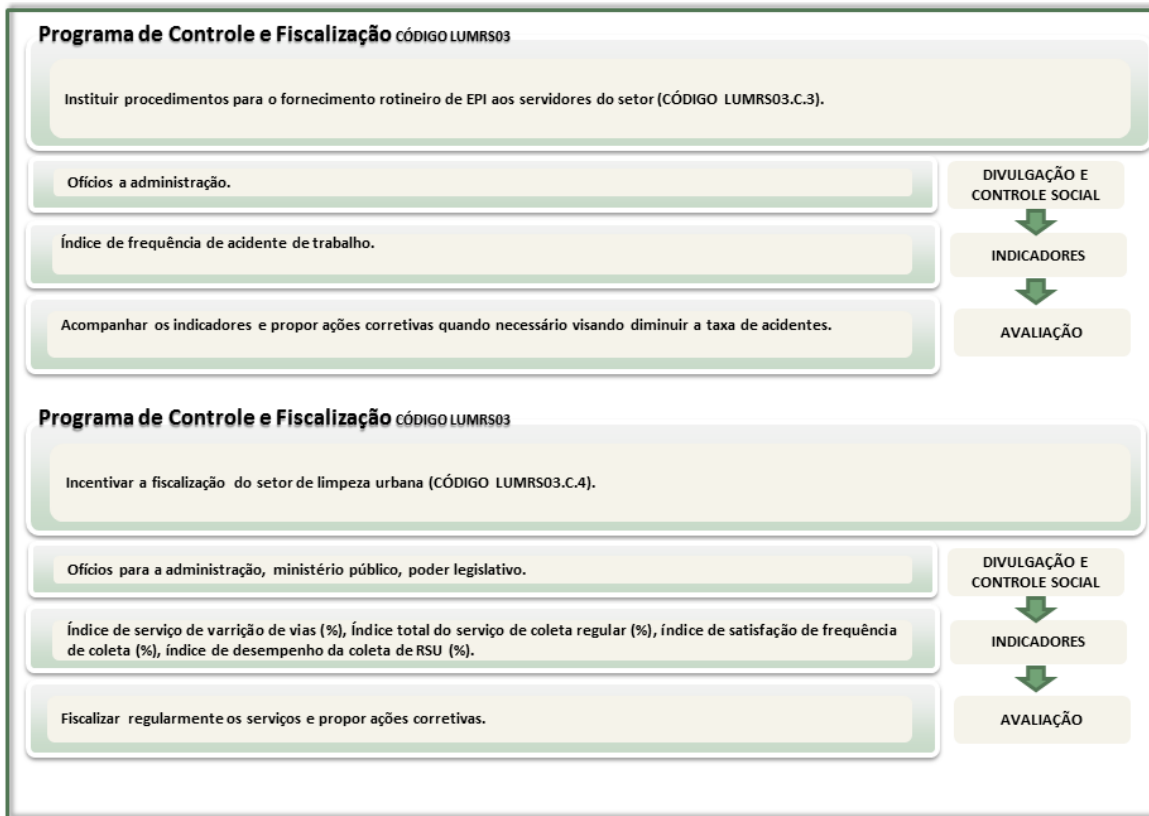 Programa de Controle e Fiscalização CÓDIGO LUMRS03
Instituir procedimentos para o fornecimento rotineiro de EPI aos servidores do setor (CÓDIGO LUMRS03.C.3).
Ofícios a administração.
DIVULGAÇÃO E
CONTROLE SOCIAL
Índice de frequência de acidente de trabalho.
INDICADORES
Acompanhar os indicadores e propor ações corretivas quando necessário visando diminuir a taxa de acidentes.
AVALIAÇÃO
Programa de Controle e Fiscalização CÓDIGO LUMRS03
Incentivar a fiscalização do setor de limpeza urbana (CÓDIGO LUMRS03.C.4).
Ofícios para a administração, ministério público, poder legislativo.
DIVULGAÇÃO E
CONTROLE SOCIAL
Índice de serviço de varrição de vias (%), Índice total do serviço de coleta regular (%), índice de satisfação de frequência
de coleta (%), índice de desempenho da coleta de RSU (%).
INDICADORES
Fiscalizar regularmente os serviços e propor ações corretivas.
AVALIAÇÃO